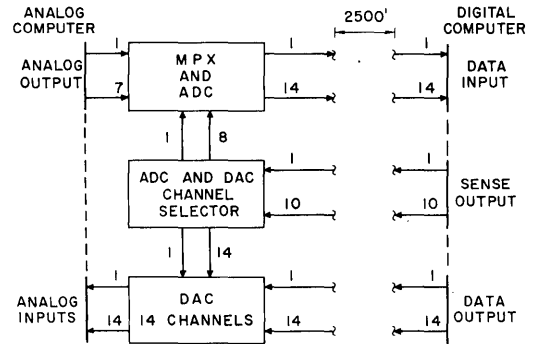 ANALOG
COMPUTER
2500'
DIGITAL
COMPUTER
ANALOG
OUTPUT
1
7
MPX
AND
ADC
1
14
1
14
DATA
INPUT
1
8
ADC AND DAC
CHANNEL
SELECTOR
1
10
1
10
SENSE
OUTPUT
1
14
ANALOG
INPUTS
1
14
DAC
14 CHANNELS
1
14
1
14
DATA
OUTPUT